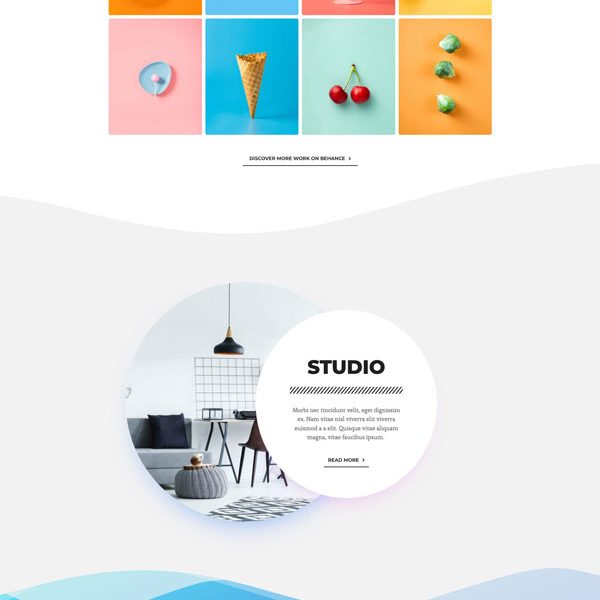 DISCOVER MORE WORK ON BEHANCE
STUDIO
Morbi nec tincidunt velit, eget dignissim
ex. Nam vitae nisl viverra elit viverra
euismod a a elit. Quisque vitae aliquam
magna, vitae faucibus ipsum.
READ MORE